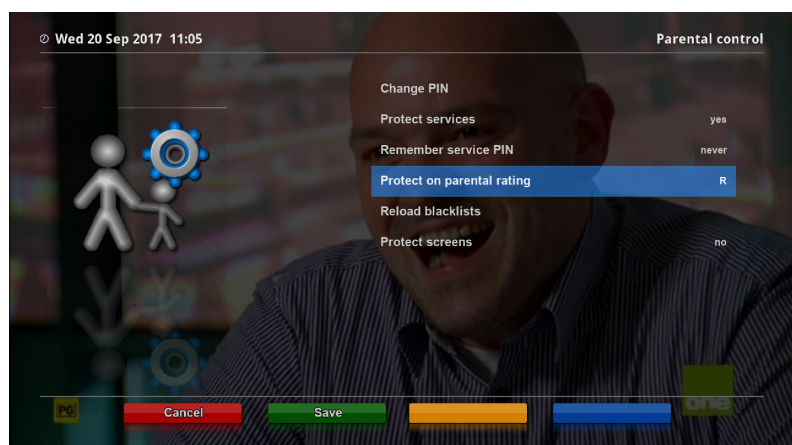 Wed 20 Sep 2017 11:05
Parental control
Change PIN
Protect services yes
Remember service PIN never
Protect on parental rating R
Reload blacklists
Protect screens no
PG
Cancel
Save
one